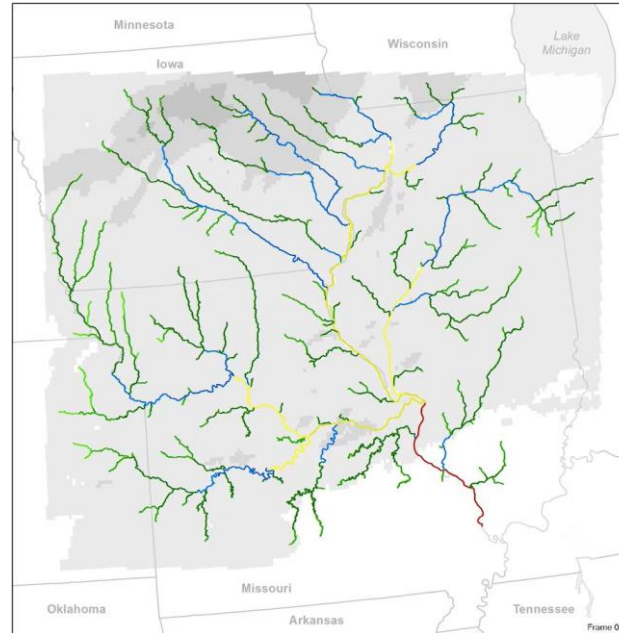 Minnesota
Wisconsin
Lake
Michigan
Iowa
Missouri
Oklahoma
Arkansas
Tennessee
Frame 0